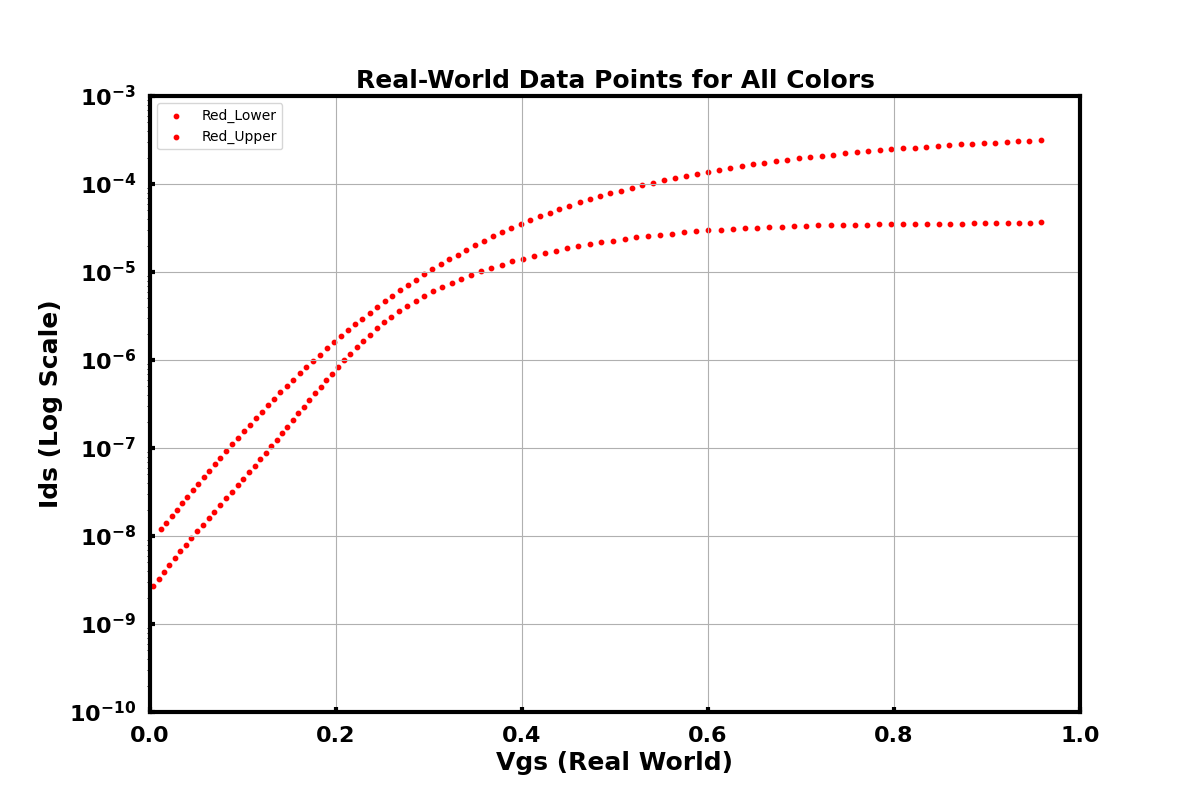 Real-World Data Points for All Colors
Red_Lower
Red_Upper
10⁻³
10⁻⁴
10⁻⁵
10⁻⁶
10⁻⁷
10⁻⁸
10⁻⁹
10⁻¹⁰
Ids (Log Scale)
0.0 0.2 0.4 0.6 0.8 1.0
Vgs (Real World)